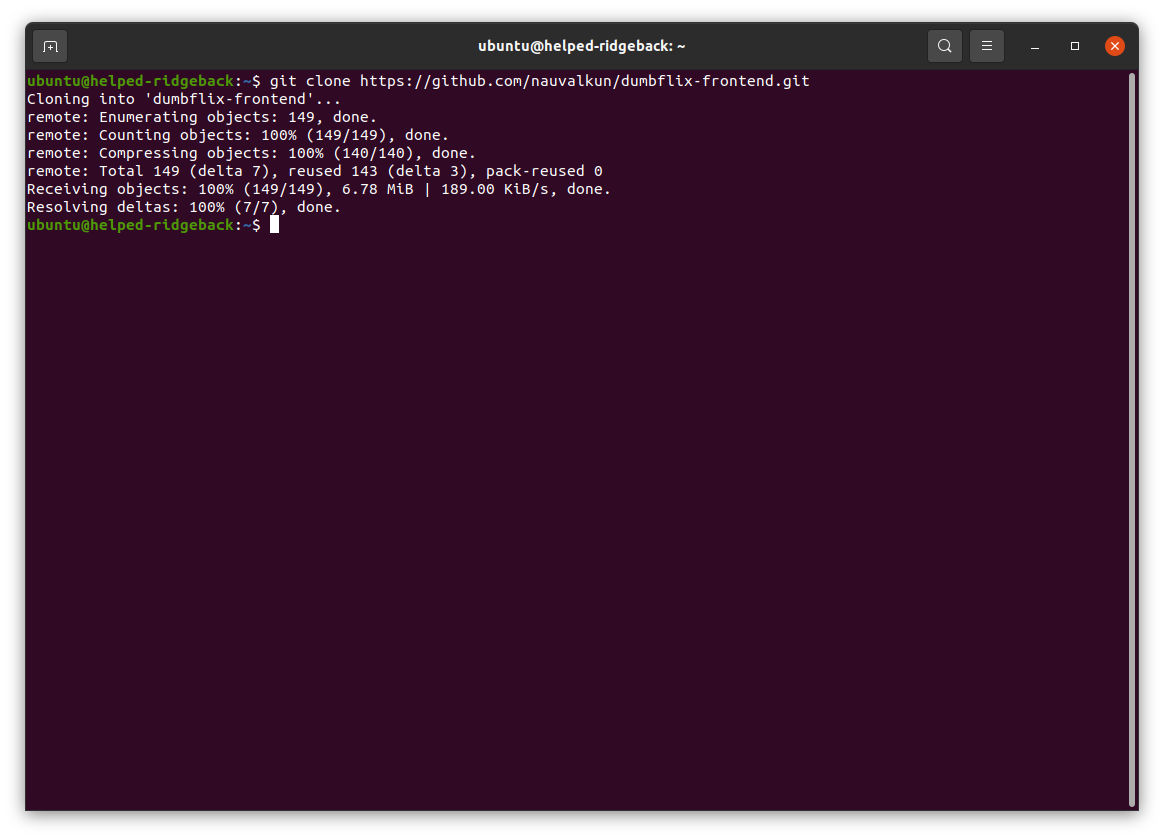 ubuntu@helped-ridgeback: ~
ubuntu@helped-ridgeback:~$ git clone https://github.com/nauvalkun/dumbflix-frontend.git
Cloning into 'dumbflix-frontend'...
remote: Enumerating objects: 149, done.
remote: Counting objects: 100% (149/149), done.
remote: Compressing objects: 100% (140/140), done.
remote: Total 149 (delta 7), reused 143 (delta 3), pack-reused 0
Receiving objects: 100% (149/149), 6.78 MiB | 189.00 KiB/s, done.
Resolving deltas: 100% (7/7), done.
ubuntu@helped-ridgeback:~$